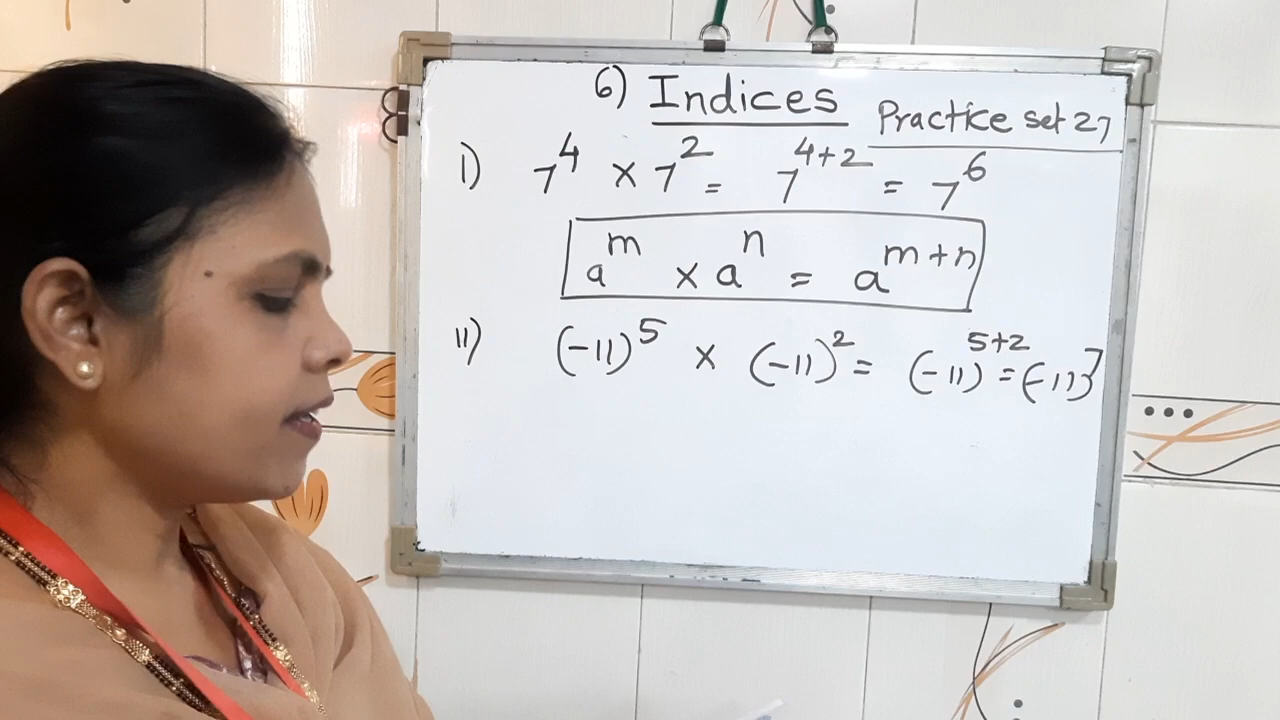 6) Indices Practice set 27
I) 7⁴ × 7² = 7⁴⁺² = 7⁶
aᵐ × aⁿ = aᵐ⁺ⁿ
II) (-11)⁵ × (-11)² = (-11)⁵⁺² = (-11)⁷